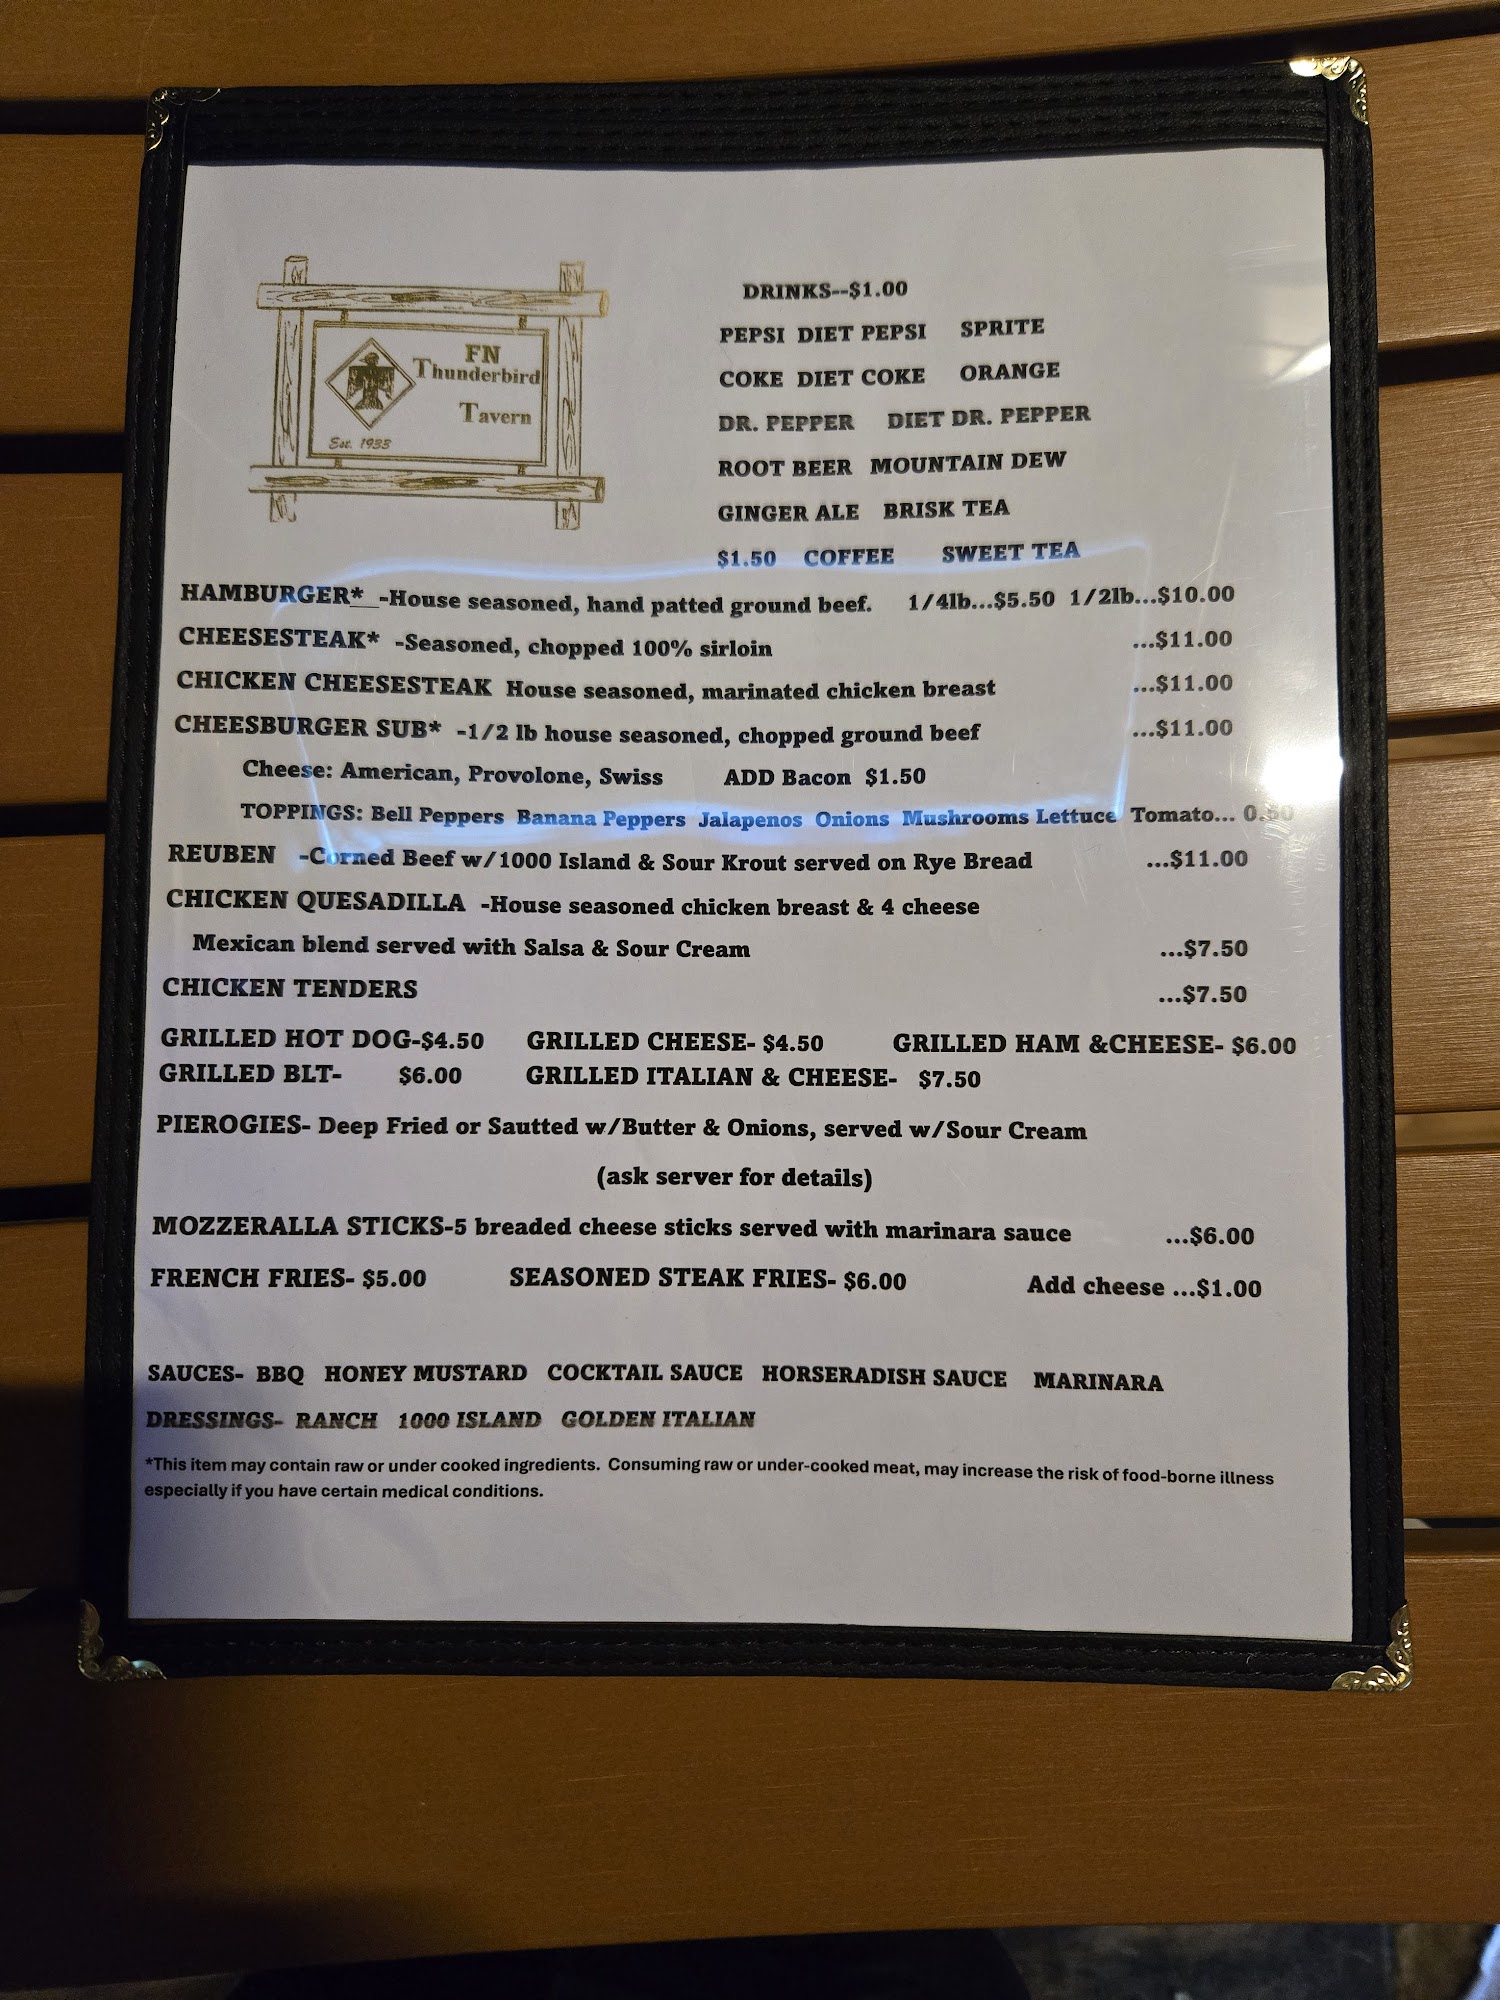 FN
Thunderbird
Tavern
Est. 1933
DRINKS--$1.00
PEPSI DIET PEPSI SPRITE
COKE DIET COKE ORANGE
DR. PEPPER DIET DR. PEPPER
ROOT BEER MOUNTAIN DEW
GINGER ALE BRISK TEA
$1.50 COFFEE SWEET TEA
HAMBURGER* -House seasoned, hand patted ground beef. 1/4lb...$5.50 1/2lb...$10.00
CHEESESTEAK* -Seasoned, chopped 100% sirloin ...$11.00
CHICKEN CHEESESTEAK House seasoned, marinated chicken breast ...$11.00
CHEESBURGER SUB* -1/2 lb house seasoned, chopped ground beef ...$11.00
Cheese: American, Provolone, Swiss ADD Bacon $1.50
TOPPINGS: Bell Peppers Banana Peppers Jalapenos Onions Mushrooms Lettuce Tomato... 0.50
REUBEN -Corned Beef w/1000 Island & Sour Krout served on Rye Bread ...$11.00
CHICKEN QUESADILLA -House seasoned chicken breast & 4 cheese
Mexican blend served with Salsa & Sour Cream ...$7.50
CHICKEN TENDERS ...$7.50
GRILLED HOT DOG-$4.50 GRILLED CHEESE- $4.50 GRILLED HAM &CHEESE- $6.00
GRILLED BLT- $6.00 GRILLED ITALIAN & CHEESE- $7.50
PIEROGIES- Deep Fried or Sautted w/Butter & Onions, served w/Sour Cream
(ask server for details)
MOZZERALLA STICKS-5 breaded cheese sticks served with marinara sauce ...$6.00
FRENCH FRIES- $5.00 SEASONED STEAK FRIES- $6.00 Add cheese ...$1.00
SAUCES- BBQ HONEY MUSTARD COCKTAIL SAUCE HORSERADISH SAUCE MARINARA
DRESSINGS- RANCH 1000 ISLAND GOLDEN ITALIAN
*This item may contain raw or under cooked ingredients. Consuming raw or under-cooked meat, may increase the risk of food-borne illness
especially if you have certain medical conditions.